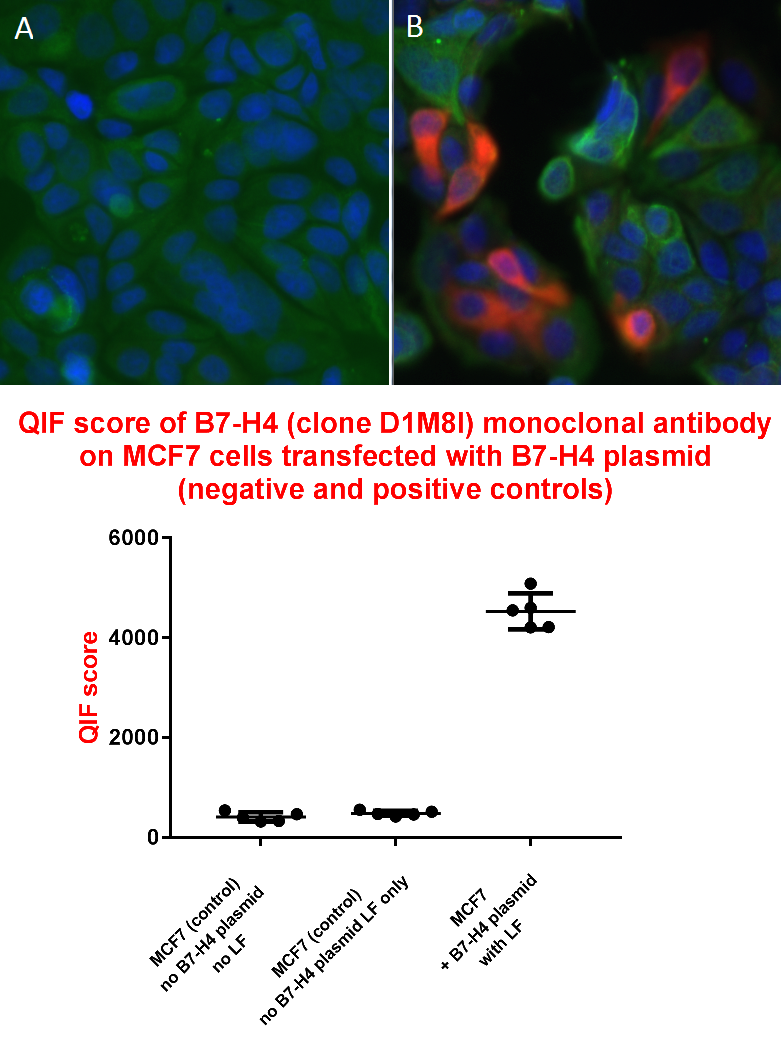 A
B
QIF score of B7-H4 (clone D1M8I) monoclonal antibody
on MCF7 cells transfected with B7-H4 plasmid
(negative and positive controls)
6000
4000
2000
0
QIF score
MCF7 (control)
no B7-H4 plasmid
no LF
MCF7 (control)
no B7-H4 plasmid LF only
MCF7
+ B7-H4 plasmid
with LF